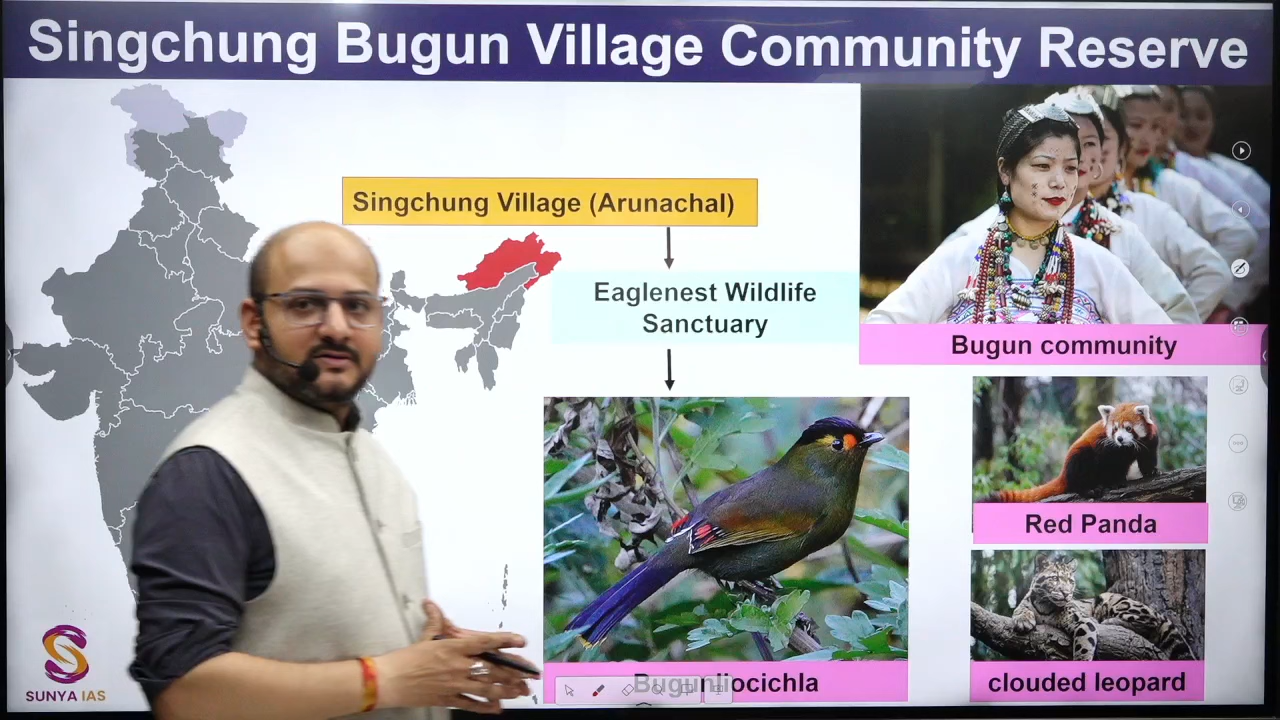 Singchung Bugun Village Community Reserve
Singchung Village (Arunachal)
Eaglenest Wildlife
Sanctuary
Bugun community
Red Panda
Bugunliocichla
clouded leopard
SUNYA IAS